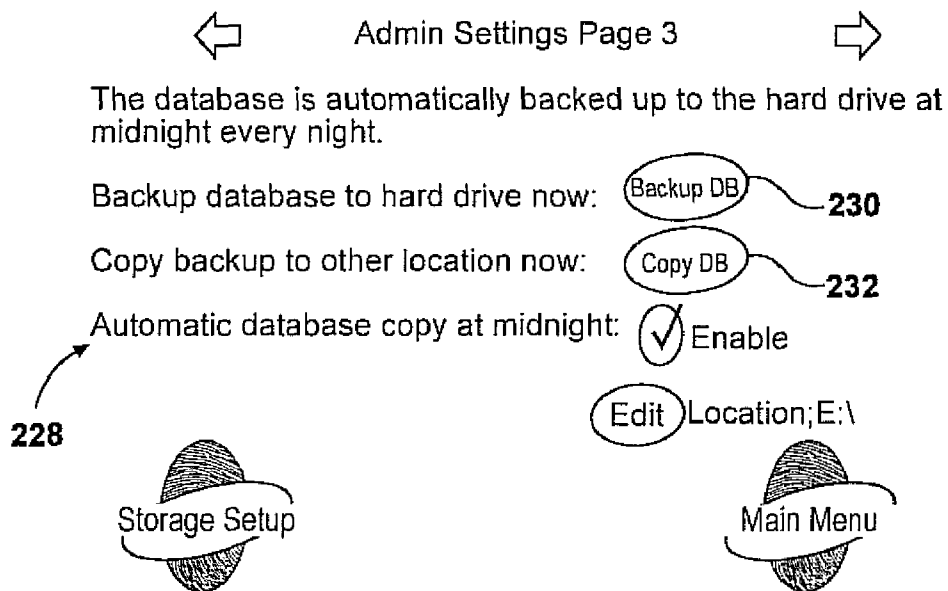 Admin Settings Page 3
The database is automatically backed up to the hard drive at
midnight every night.
Backup database to hard drive now: Backup DB 230
Copy backup to other location now: Copy DB 232
Automatic database copy at midnight: Enable
Edit Location;E:\
228
Storage Setup Main Menu